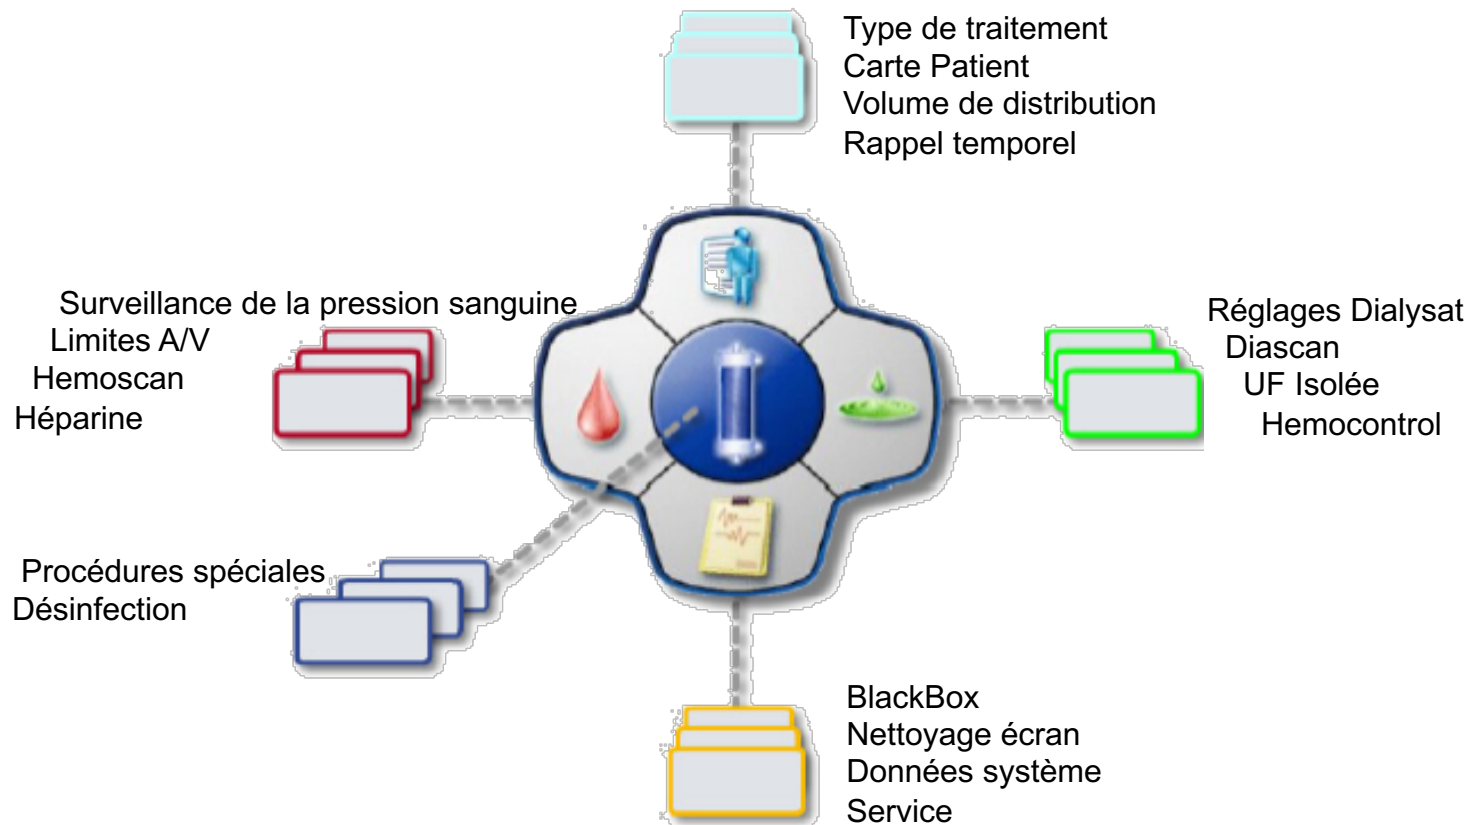 Type de traitement
Carte Patient
Volume de distribution
Rappel temporel
Surveillance de la pression sanguine
Limites A/V
Hemoscan
Héparine
Réglages Dialysat
Diascan
UF Isolée
Hemocontrol
Procédures spéciales
Désinfection
BlackBox
Nettoyage écran
Données système
Service